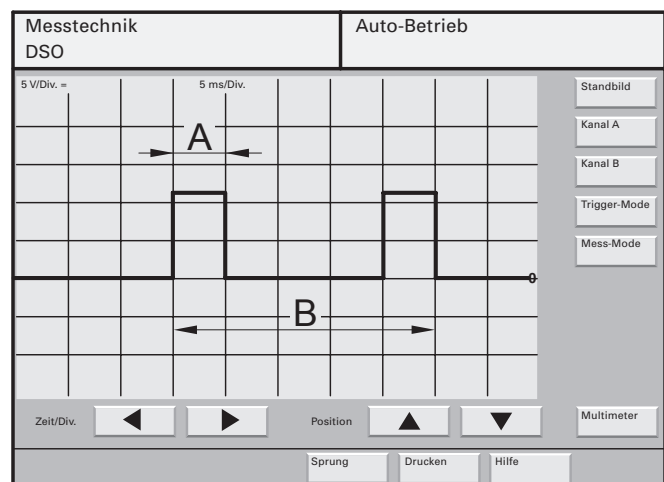 Messtechnik
DSO
Auto-Betrieb
5 V/Div. =
5 ms/Div.
Standbild
Kanal A
A
Kanal B
Trigger-Mode
Mess-Mode
0
B
Zeit/Div.
Position
Multimeter
Sprung
Drucken
Hilfe